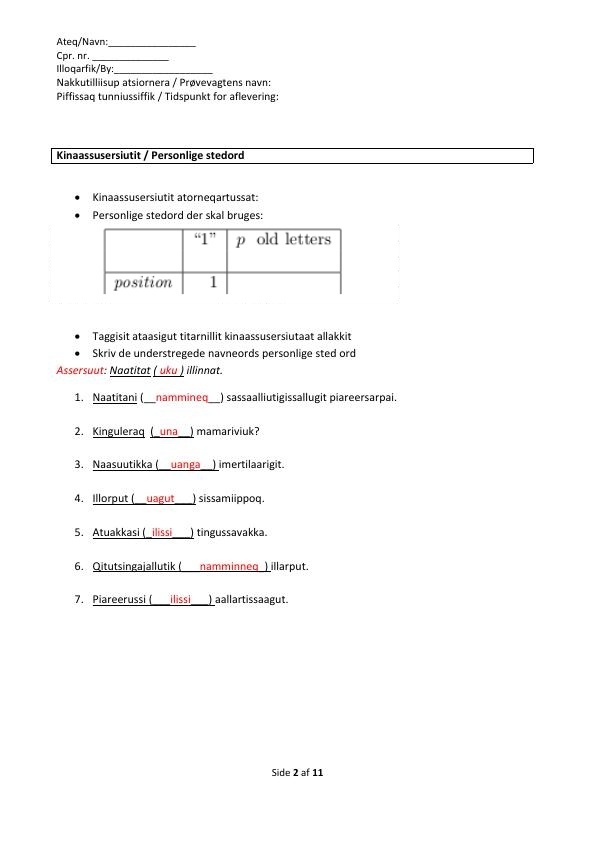 Ateq/Navn:________________
Cpr. nr. ______________
Illoqarfik/By:__________________
Nakkutilliisup atsiornera / Prøvevagtens navn:
Piffissaq tunniussiffik / Tidspunkt for aflevering:
Kinaassusersiutit / Personlige stedord
• Kinaassusersiutit atorneqartussat:
• Personlige stedord der skal bruges:
“1” p old letters
position 1
• Taggisit ataasigut titarnillit kinaassusersiutaat allakkit
• Skriv de understregede navneords personlige sted ord
Assersuut: Naatitat ( uku ) illinnat.
1. Naatitani (__nammineq__) sassaalliutigissallugit piareersarpai.
2. Kinguleraq (_una__) mamariviuk?
3. Naasuutikka (__uanga__) imertilaarigit.
4. Illorput (__uagut___) sissamiippoq.
5. Atuakkasi (_ilissi___) tingussavakka.
6. Qitutsingajallutik (___namminneq_) illarput.
7. Piareerussi (___ilissi___) aallartissaagut.
Side 2 af 11